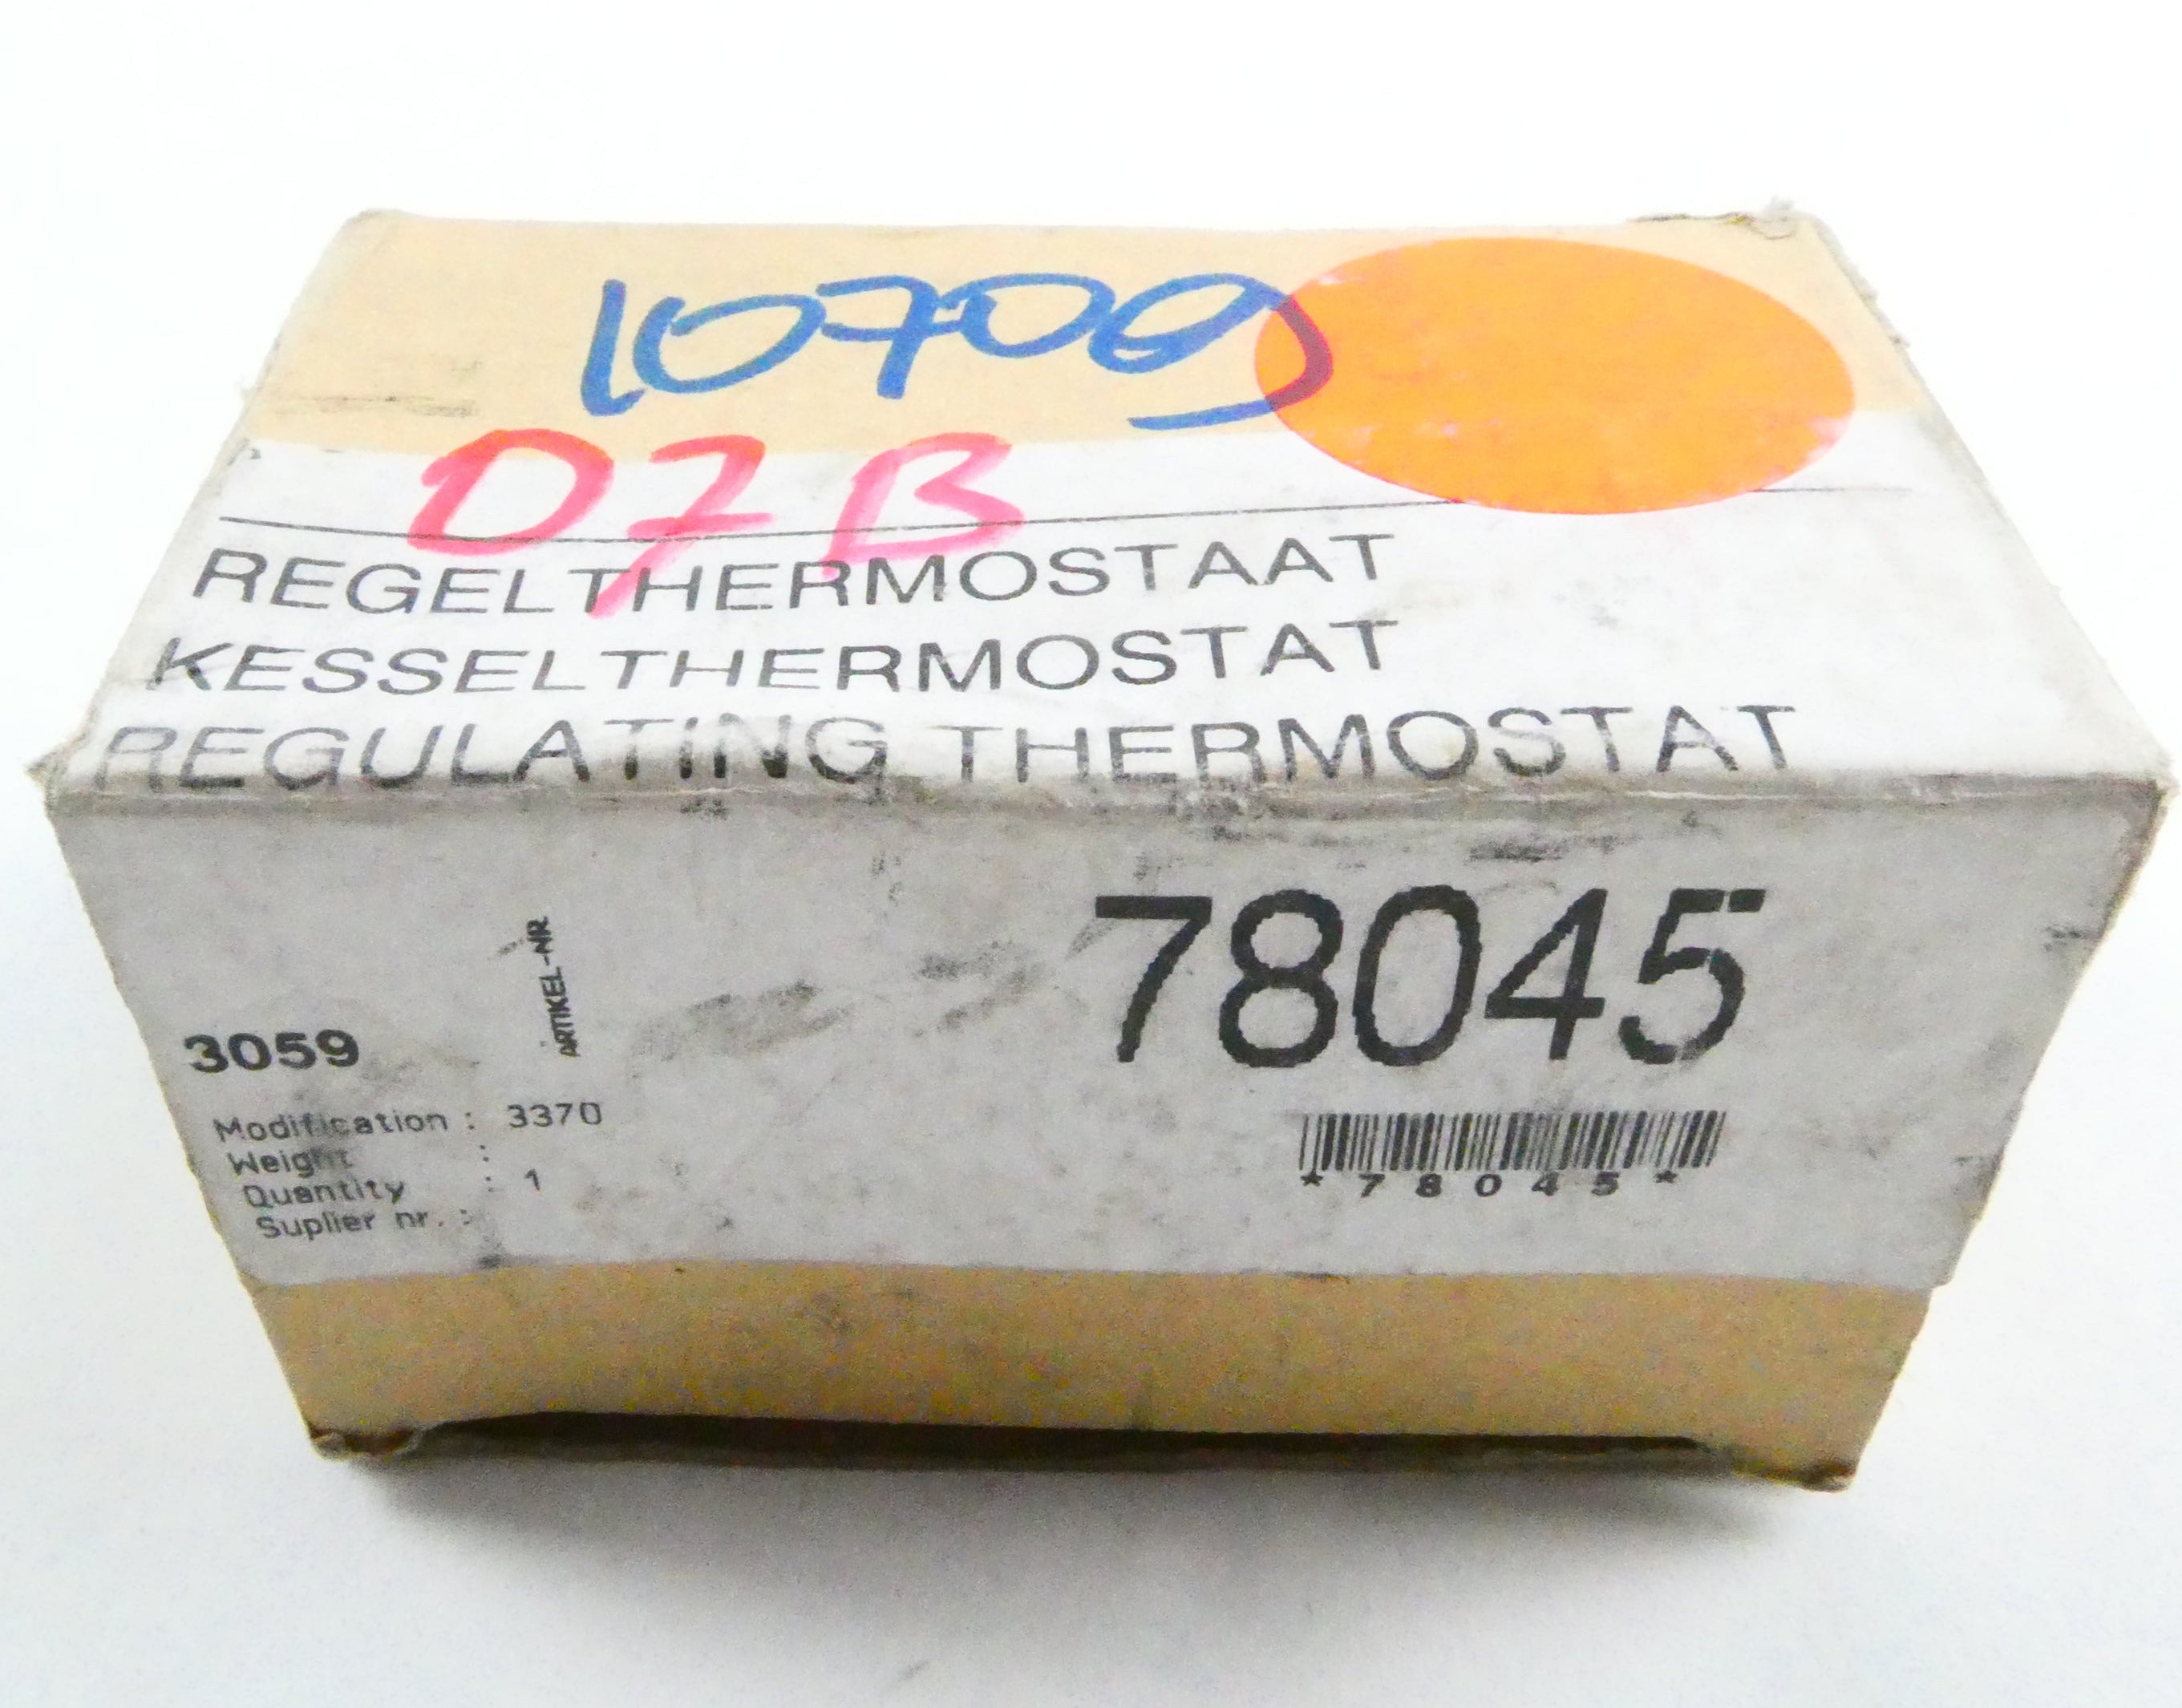 10709
D7B
REGELTHERMOSTAAT
KESSELTHERMOSTAT
REGULATING THERMOSTAT
78045
ARTIKEL-NR
3059
Modification : 3370
Weight :
Quantity : 1
Suplier nr. :
*78045*